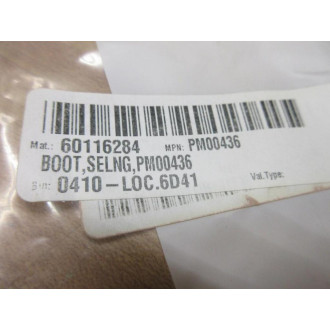 Mat.: 60116284 MPN: PM00436
BOOT,SELNG,PM00436
0410-LOC.6D41
Val.Type: